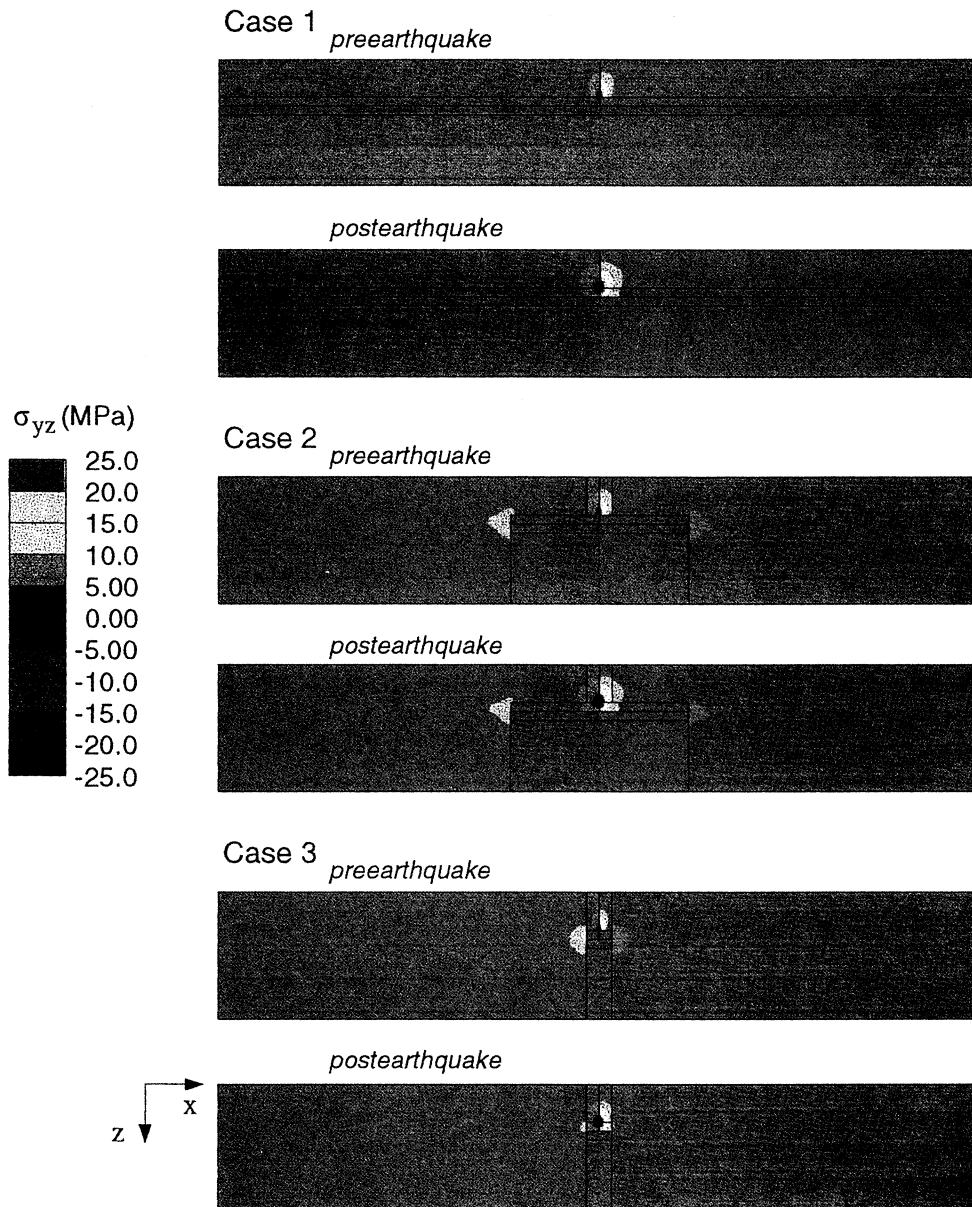 Case 1
preearthquake
postearthquake
σyz (MPa)
25.0
20.0
15.0
10.0
5.00
0.00
-5.00
-10.0
-15.0
-20.0
-25.0
Case 2
preearthquake
postearthquake
Case 3
preearthquake
postearthquake
x
z